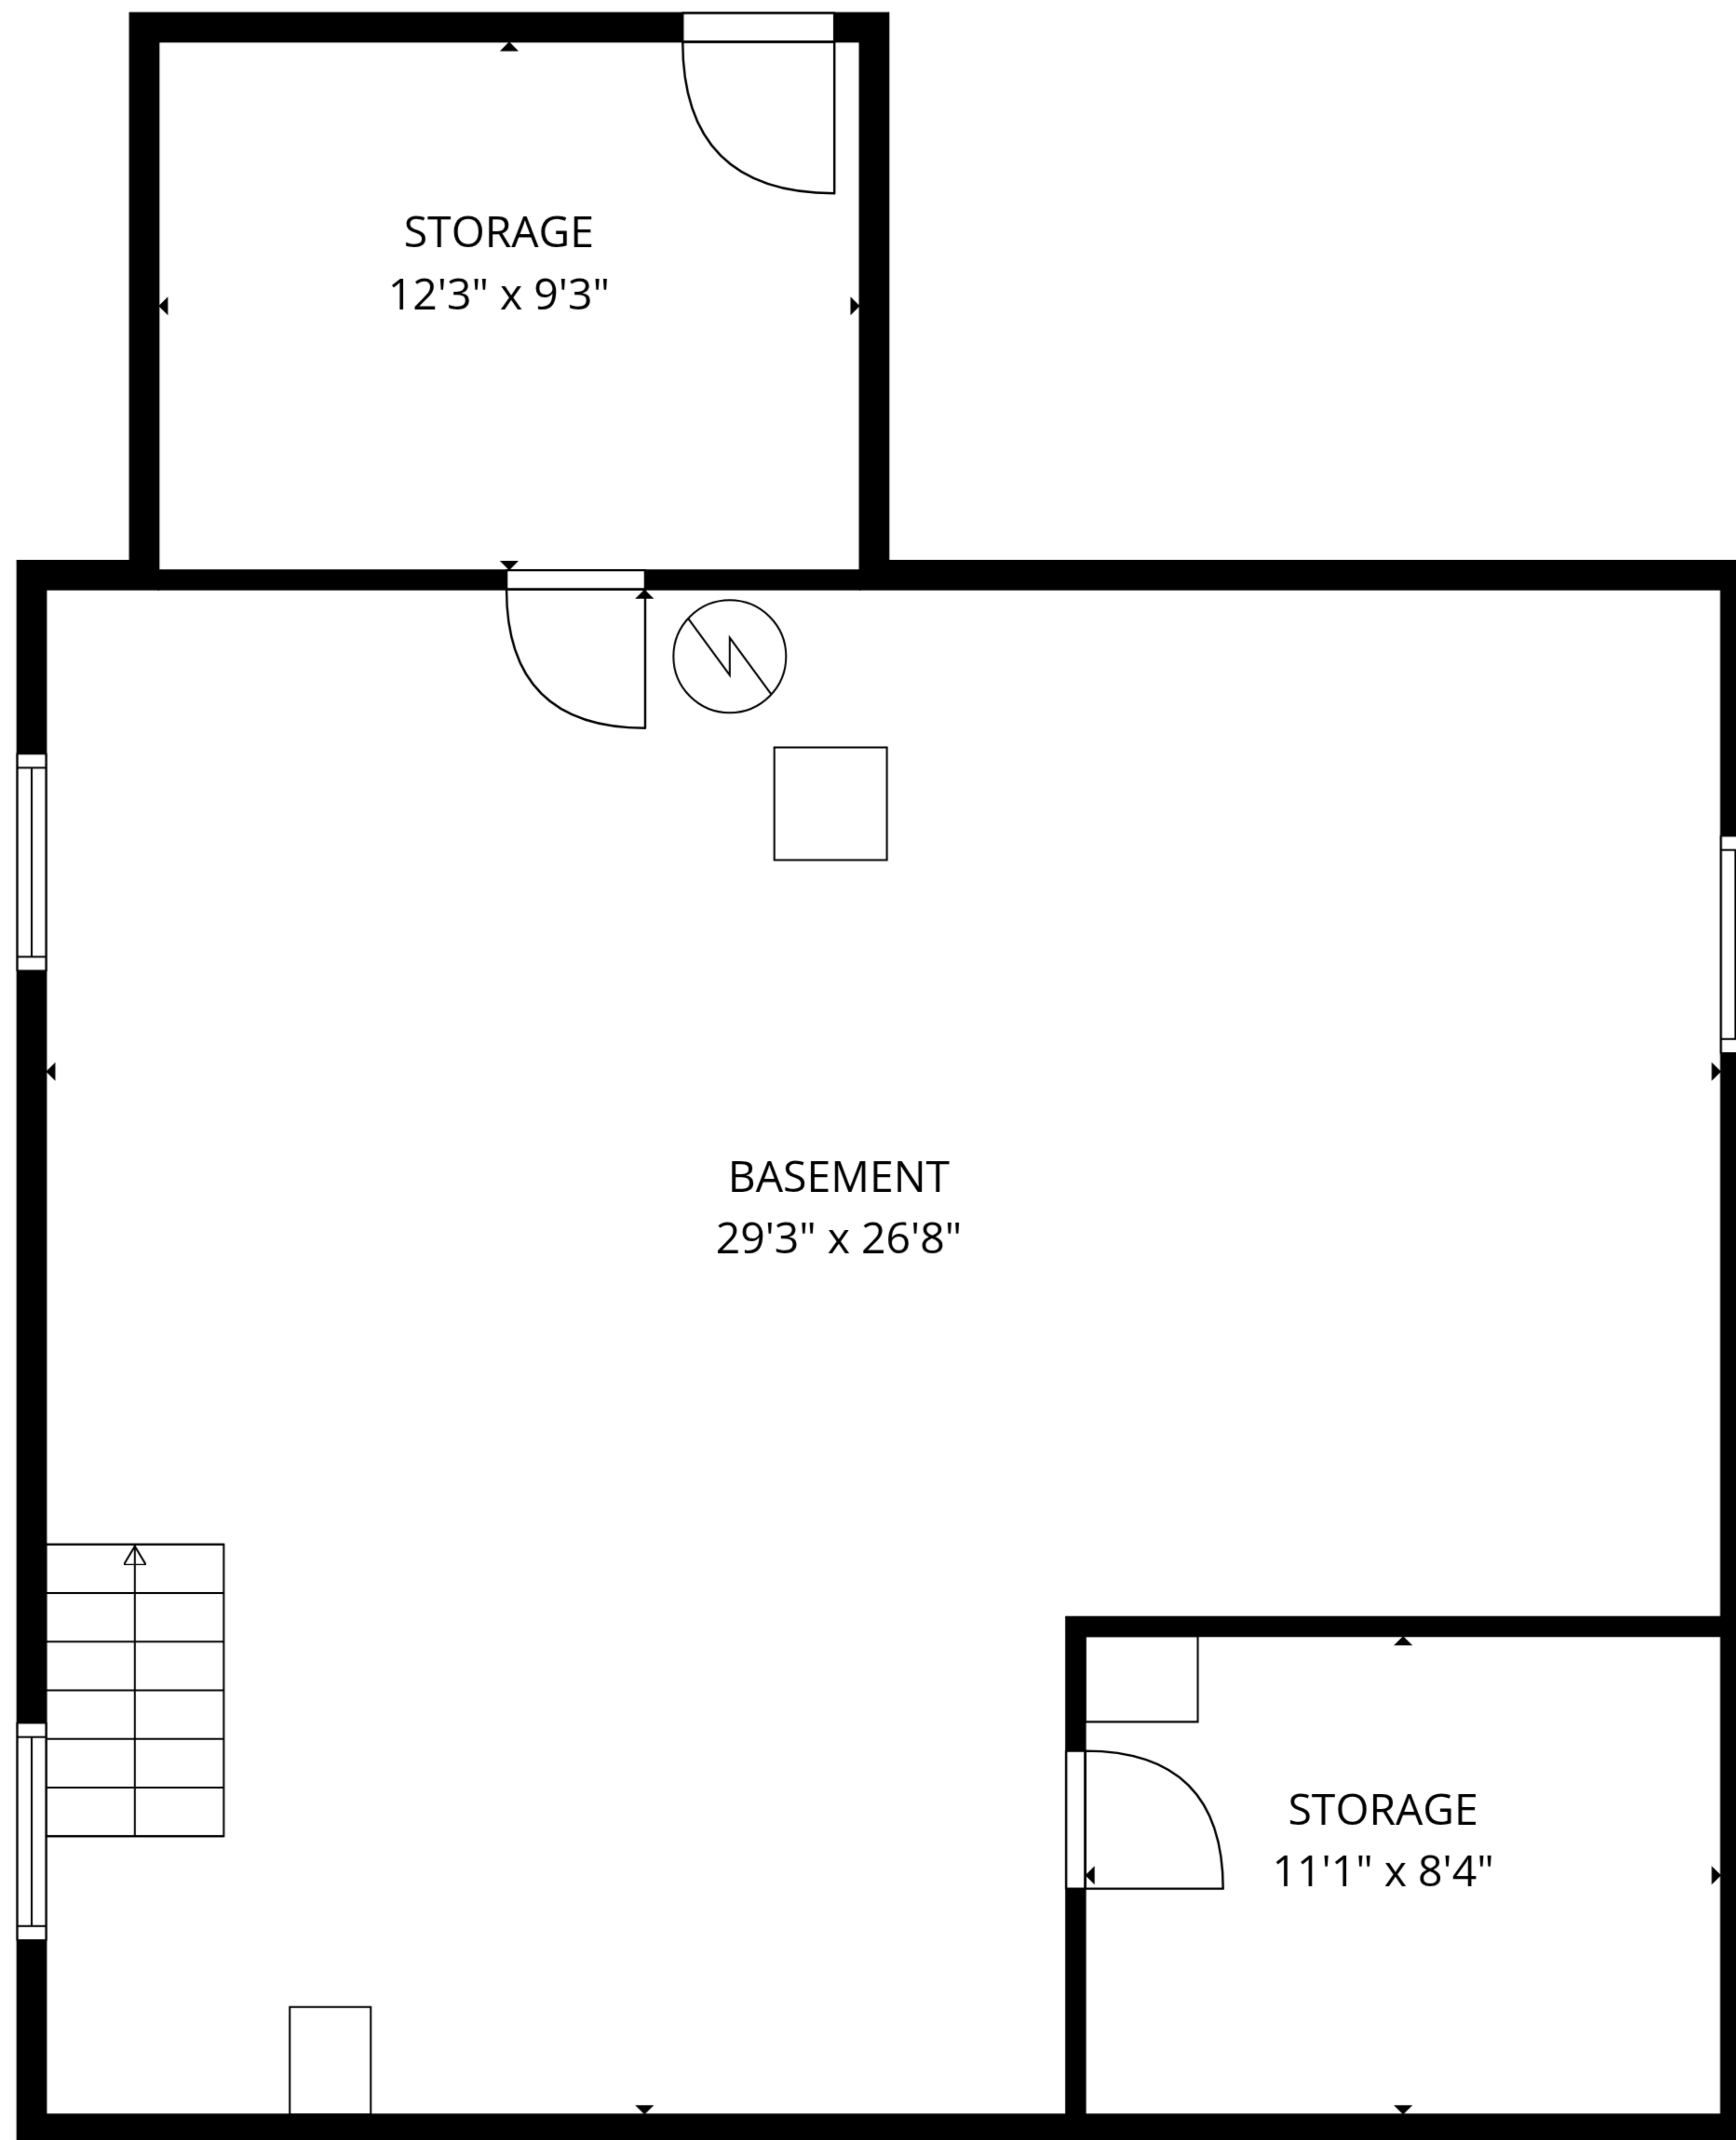 STORAGE
12'3" x 9'3"
BASEMENT
29'3" x 26'8"
STORAGE
11'1" x 8'4"